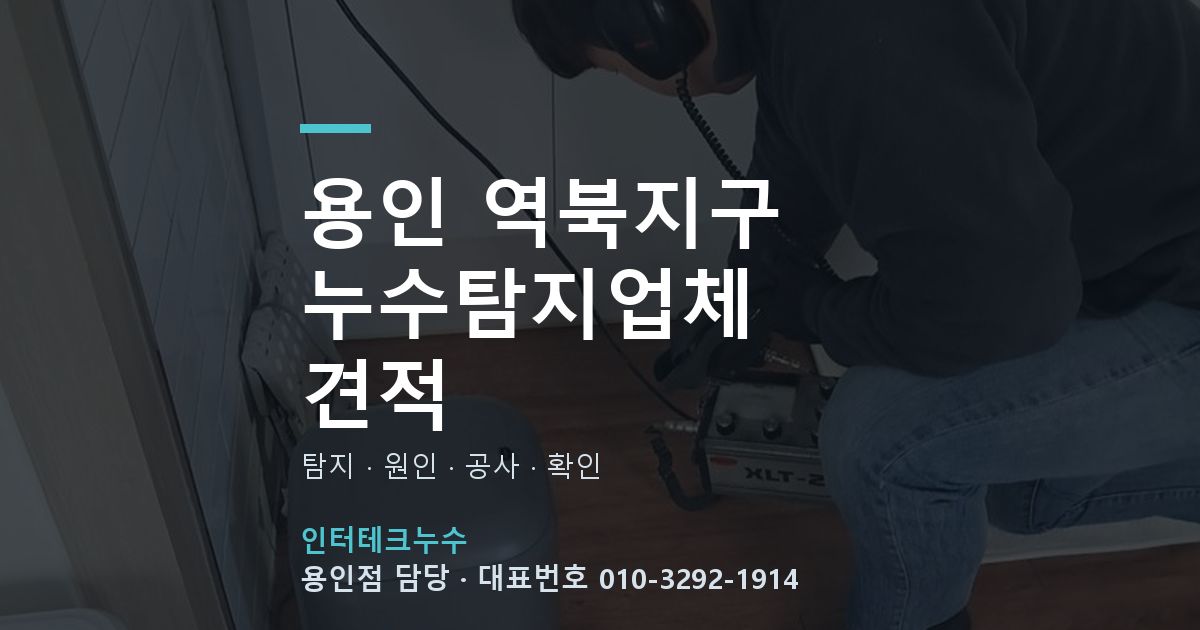 용인 역북지구
누수탐지업체
견적
탐지 · 원인 · 공사 · 확인
XLT-2
인터테크누수
용인점 담당 · 대표번호 010-3292-1914